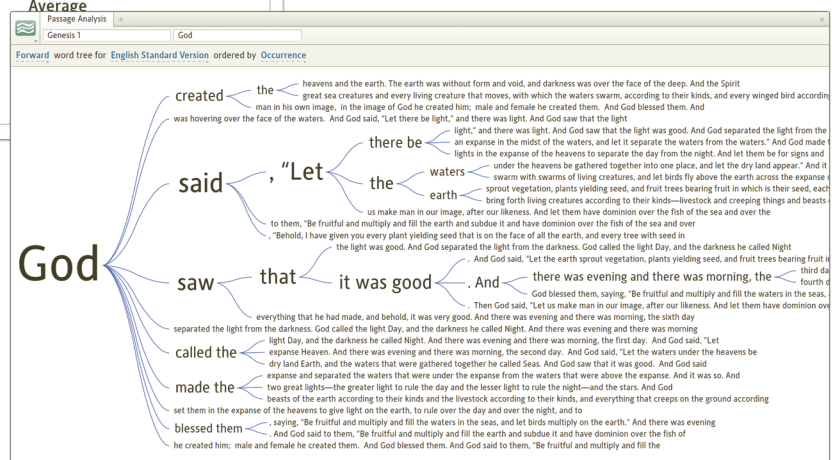 Average
Passage Analysis
Genesis 1
God
Forward word tree for English Standard Version ordered by Occurrence
God
created
the
heavens and the earth. The earth was without form and void, and darkness was over the face of the deep. And the Spirit
great sea creatures and every living creature that moves, with which the waters swarm, according to their kinds, and every winged bird according
man in his own image, in the image of God he created him; male and female he created them. And God blessed them. And
was hovering over the face of the waters. And God said, "Let there be light," and there was light. And God saw that the light
said
, "Let
there be
light," and there was light. And God saw that the light was good. And God separated the light from the
an expanse in the midst of the waters, and let it separate the waters from the waters." And God made
lights in the expanse of the heavens to separate the day from the night. And let them be for signs and
the
waters
under the heavens be gathered together into one place, and let the dry land appear." And it
swarm with swarms of living creatures, and let birds fly above the earth across the expanse
earth
sprout vegetation, plants yielding seed, and fruit trees bearing fruit in which is their seed, each
bring forth living creatures according to their kinds—livestock and creeping things and beasts
us make man in our image, after our likeness. And let them have dominion over the fish of the sea and over the
to them, "Be fruitful and multiply and fill the earth and subdue it and have dominion over the fish of the sea and over
, "Behold, I have given you every plant yielding seed that is on the face of all the earth, and every tree with seed in
saw
that
the light was good. And God separated the light from the darkness. God called the light Day, and the darkness he called Night
it was good
. And God said, "Let the earth sprout vegetation, plants yielding seed, and fruit trees bearing fruit
. And
there was evening and there was morning, the
third
fourth
God blessed them, saying, "Be fruitful and multiply and fill the waters in the seas,
. Then God said, "Let us make man in our image, after our likeness. And let them have dominion
everything that he had made, and behold, it was very good. And there was evening and there was morning, the sixth day
separated the light from the darkness. God called the light Day, and the darkness he called Night. And there was evening and there was morning
called the
light Day, and the darkness he called Night. And there was evening and there was morning, the first day. And God said, "Let
expanse Heaven. And there was evening and there was morning, the second day. And God said, "Let the waters under the heavens be
dry land Earth, and the waters that were gathered together he called Seas. And God saw that it was good. And God said
made the
expanse and separated the waters that were under the expanse from the waters that were above the expanse. And it was so. And
two great lights—the greater light to rule the day and the lesser light to rule the night—and the stars. And God
beasts of the earth according to their kinds and the livestock according to their kinds, and everything that creeps on the ground according
set them in the expanse of the heavens to give light on the earth, to rule over the day and over the night, and to
blessed them
, saying, "Be fruitful and multiply and fill the waters in the seas, and let birds multiply on the earth." And there was evening
. And God said to them, "Be fruitful and multiply and fill the earth and subdue it and have dominion over the fish of
he created him; male and female he created them. And God blessed them. And God said to them, "Be fruitful and multiply and fill the